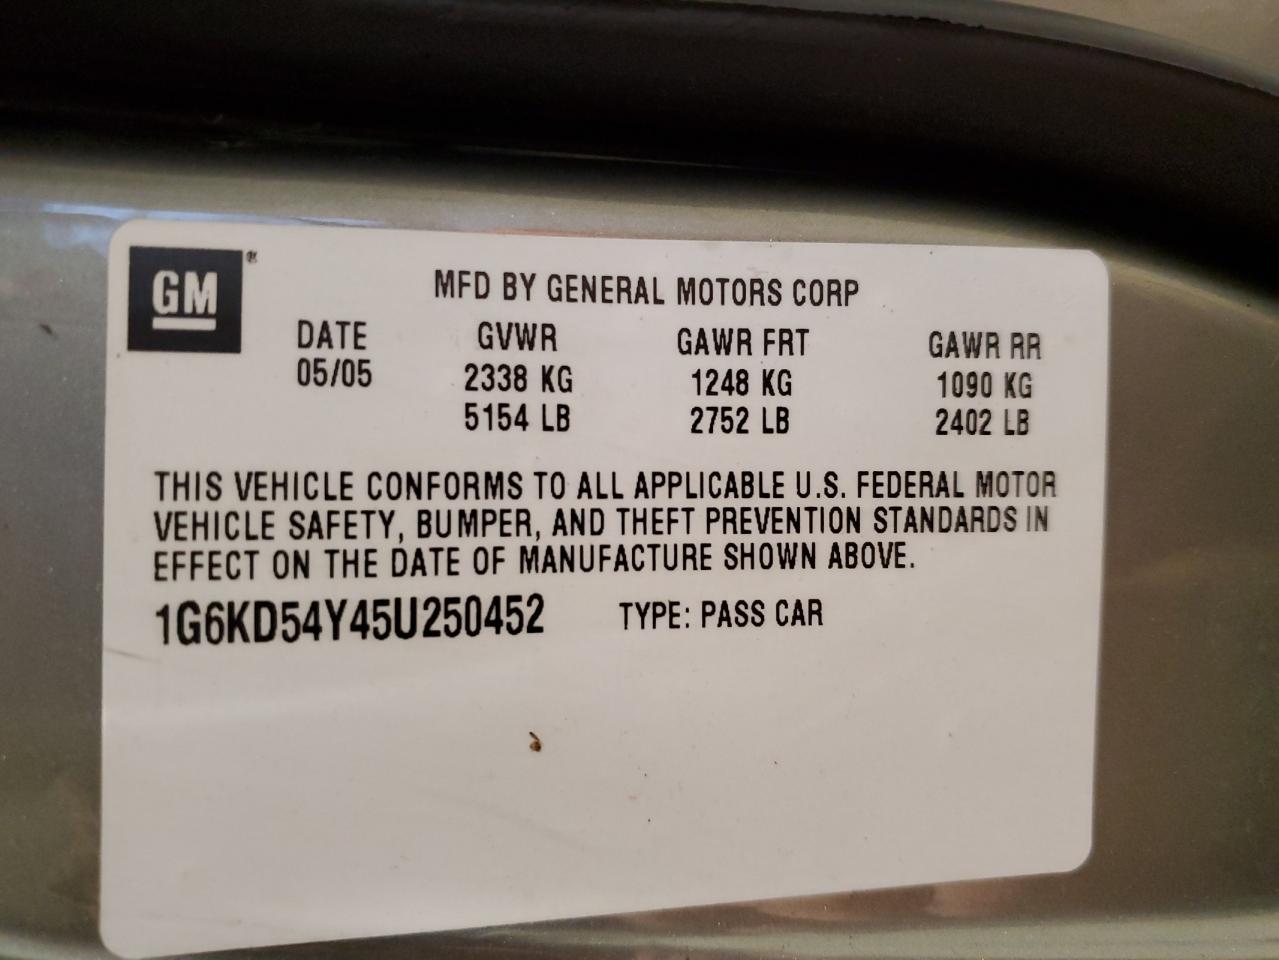 GM®
MFD BY GENERAL MOTORS CORP
DATE GVWR GAWR FRT GAWR RR
05/05 2338 KG 1248 KG 1090 KG
5154 LB 2752 LB 2402 LB
THIS VEHICLE CONFORMS TO ALL APPLICABLE U.S. FEDERAL MOTOR
VEHICLE SAFETY, BUMPER, AND THEFT PREVENTION STANDARDS IN
EFFECT ON THE DATE OF MANUFACTURE SHOWN ABOVE.
1G6KD54Y45U250452 TYPE: PASS CAR